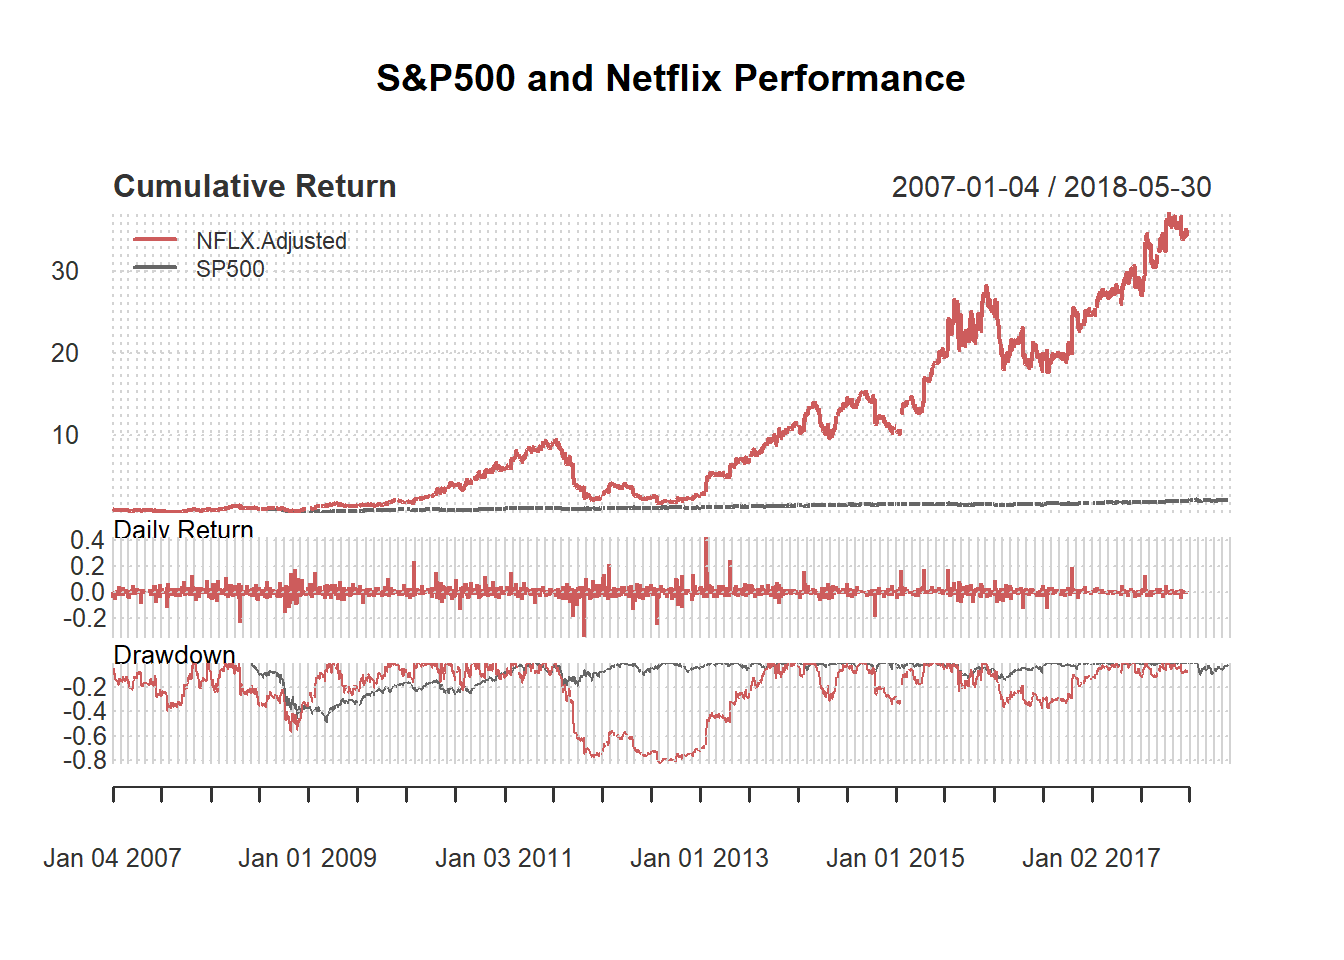 S&P500 and Netflix Performance
Cumulative Return 2007-01-04 / 2018-05-30
NFLX.Adjusted
SP500
30
20
10
Daily Return
0.4
0.2
0.0
-0.2
Drawdown
-0.2
-0.4
-0.6
-0.8
Jan 04 2007 Jan 01 2009 Jan 03 2011 Jan 01 2013 Jan 01 2015 Jan 02 2017